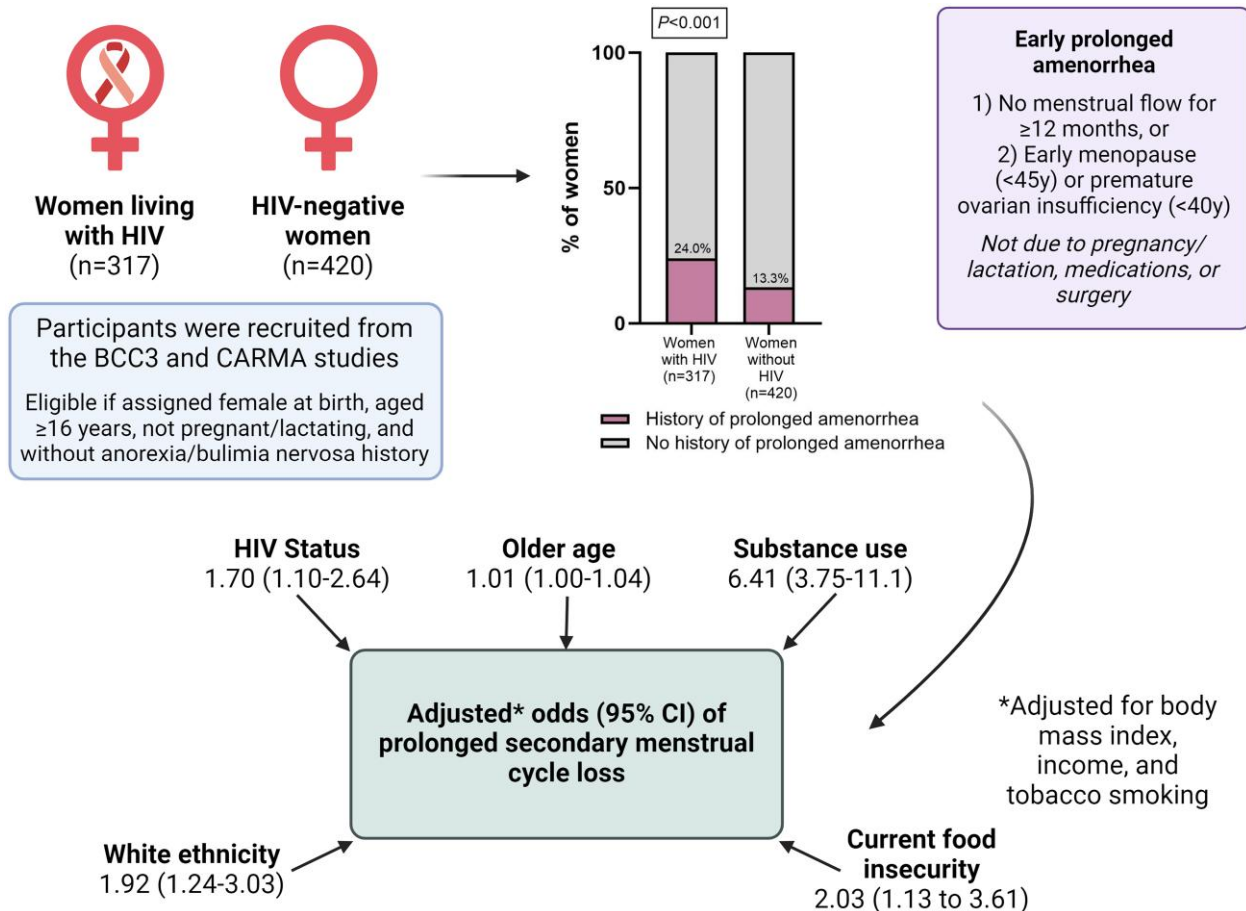 Women living
with HIV
(n=317)
HIV-negative
women
(n=420)
Participants were recruited from
the BCC3 and CARMA studies
Eligible if assigned female at birth, aged
≥16 years, not pregnant/lactating, and
without anorexia/bulimia nervosa history
P<0.001
% of women
100
50
0
24.0%
13.3%
Women
with HIV
(n=317)
Women
without
HIV
(n=420)
History of prolonged amenorrhea
No history of prolonged amenorrhea
Early prolonged
amenorrhea
1) No menstrual flow for
≥12 months, or
2) Early menopause
(<45y) or premature
ovarian insufficiency (<40y)
Not due to pregnancy/
lactation, medications, or
surgery
HIV Status
1.70 (1.10-2.64)
Older age
1.01 (1.00-1.04)
Substance use
6.41 (3.75-11.1)
Adjusted* odds (95% CI) of
prolonged secondary menstrual
cycle loss
*Adjusted for body
mass index,
income, and
tobacco smoking
White ethnicity
1.92 (1.24-3.03)
Current food
insecurity
2.03 (1.13 to 3.61)